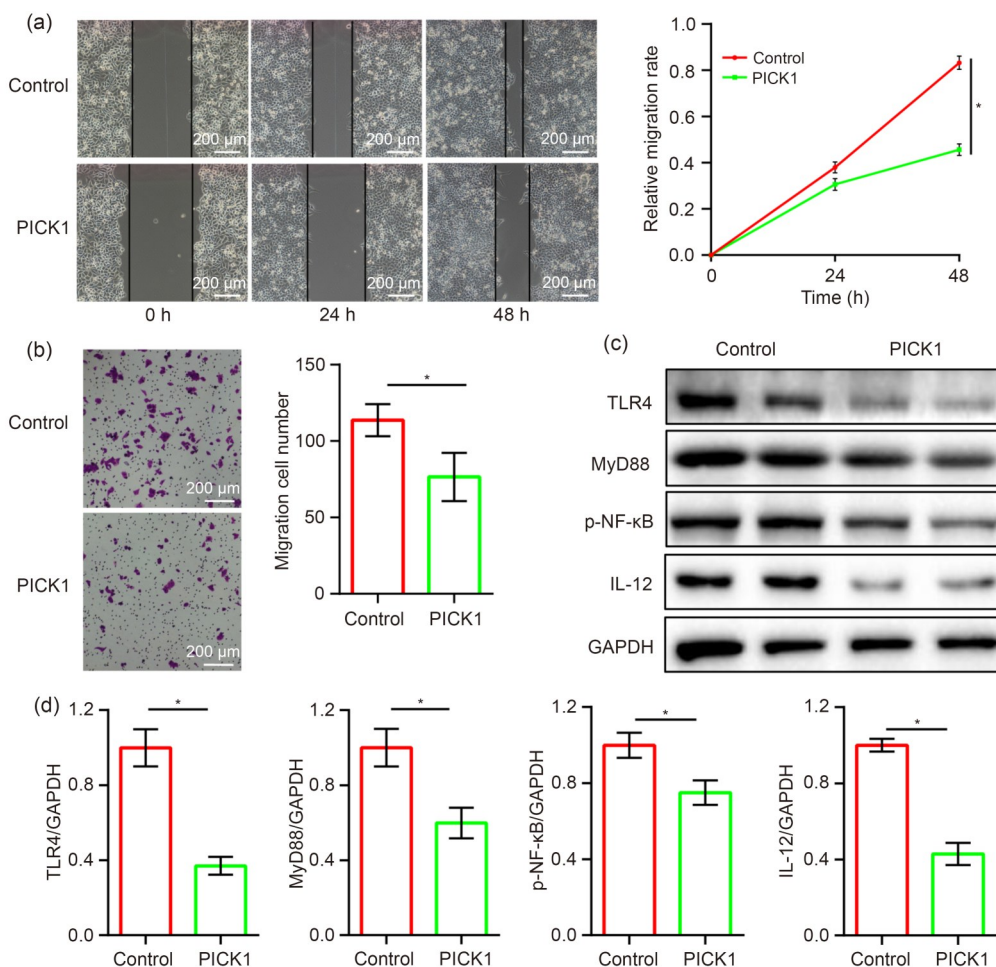 (a)
Control
200 μm
200 μm
200 μm
PICK1
200 μm
200 μm
200 μm
0 h
24 h
48 h
Relative migration rate
1.0
0.8
0.6
0.4
0.2
0.0
Control
PICK1
*
0
24
48
Time (h)
(b)
Control
200 μm
PICK1
200 μm
Migration cell number
150
100
50
0
*
Control
PICK1
(c)
Control
PICK1
TLR4
MyD88
p-NF-κB
IL-12
GAPDH
(d)
TLR4/GAPDH
1.2
0.8
0.4
0.0
*
Control
PICK1
MyD88/GAPDH
1.2
0.8
0.4
0.0
*
Control
PICK1
p-NF-κB/GAPDH
1.2
0.8
0.4
0.0
*
Control
PICK1
IL-12/GAPDH
1.2
0.8
0.4
0.0
*
Control
PICK1